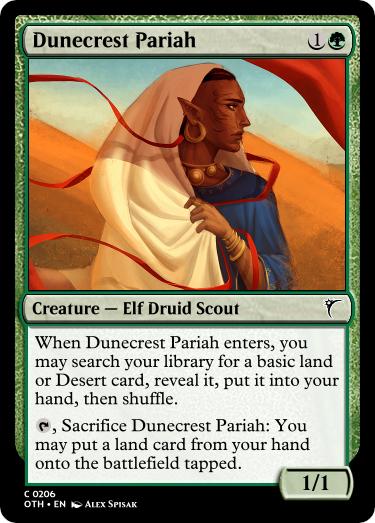 Dunecrest Pariah 1
Creature — Elf Druid Scout
When Dunecrest Pariah enters, you
may search your library for a basic land
or Desert card, reveal it, put it into your
hand, then shuffle.
, Sacrifice Dunecrest Pariah: You
may put a land card from your hand
onto the battlefield tapped.
1/1
C 0206
OTH • EN Alex Spisak